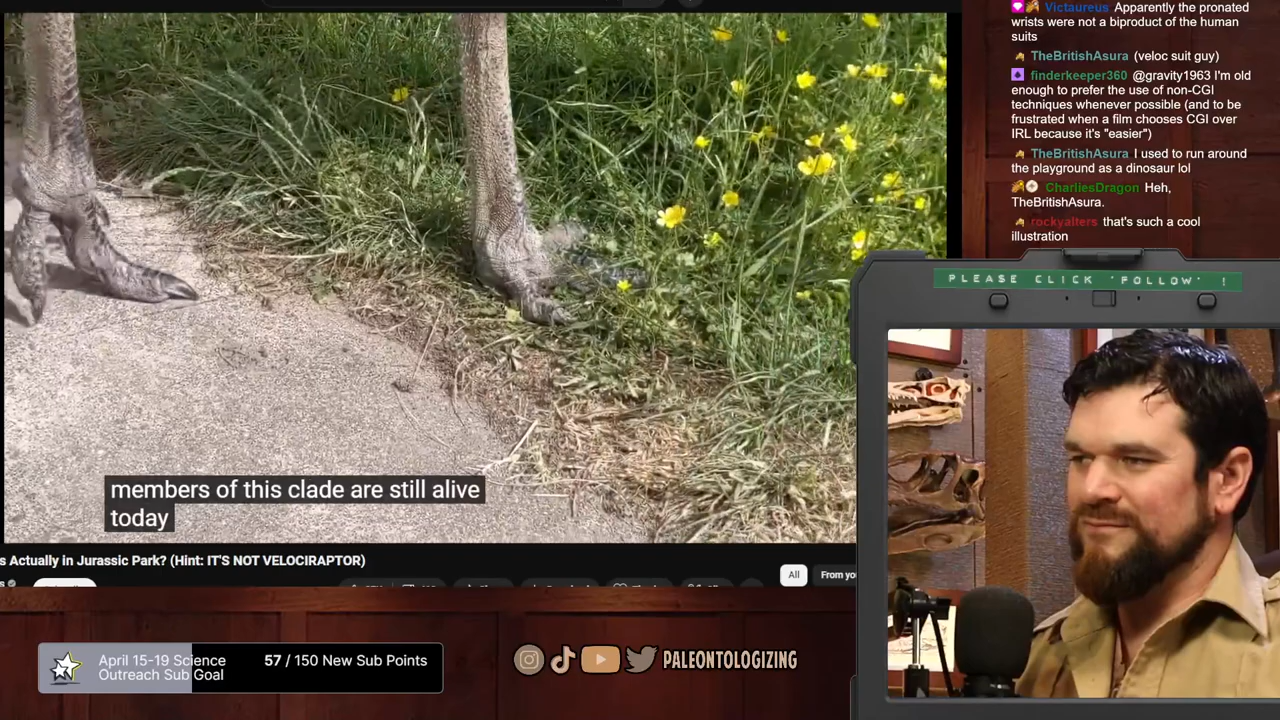 Victaureus Apparently the pronated
wrists were not a biproduct of the human
suits
TheBritishAsura (veloc suit guy)
finderkeeper360 @gravity1963 I'm old
enough to prefer the use of non-CGI
techniques whenever possible (and to be
frustrated when a film chooses CGI over
IRL because it's "easier")
TheBritishAsura I used to run around
the playground as a dinosaur lol
CharliesDragon Heh,
TheBritishAsura.
rockyalters that's such a cool
illustration
PLEASE CLICK "FOLLOW" !
members of this clade are still alive
today
s Actually in Jurassic Park? (Hint: IT'S NOT VELOCIRAPTOR)
All From yo
April 15-19 Science
Outreach Sub Goal
57 / 150 New Sub Points
PALEONTOLOGIZING